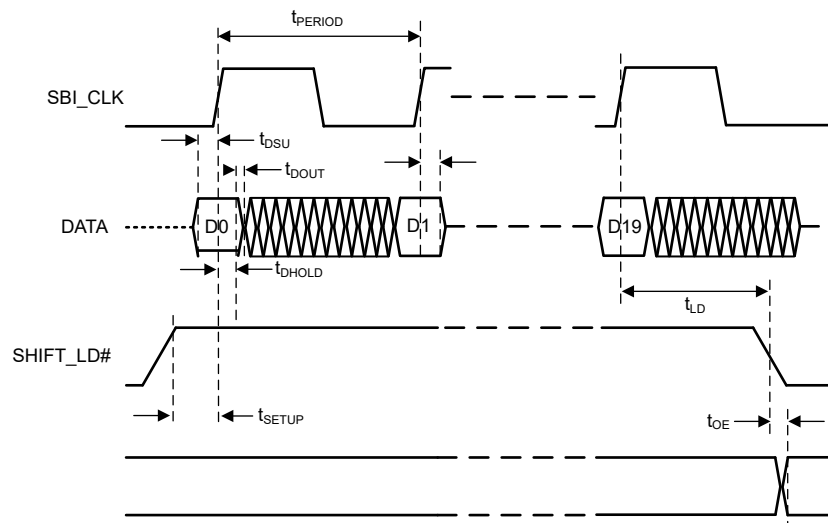 tPERIOD
SBI_CLK
tDSU
tDOUT
DATA
D0
D1
D19
tDHOLD
tLD
SHIFT_LD#
tSETUP
tOE